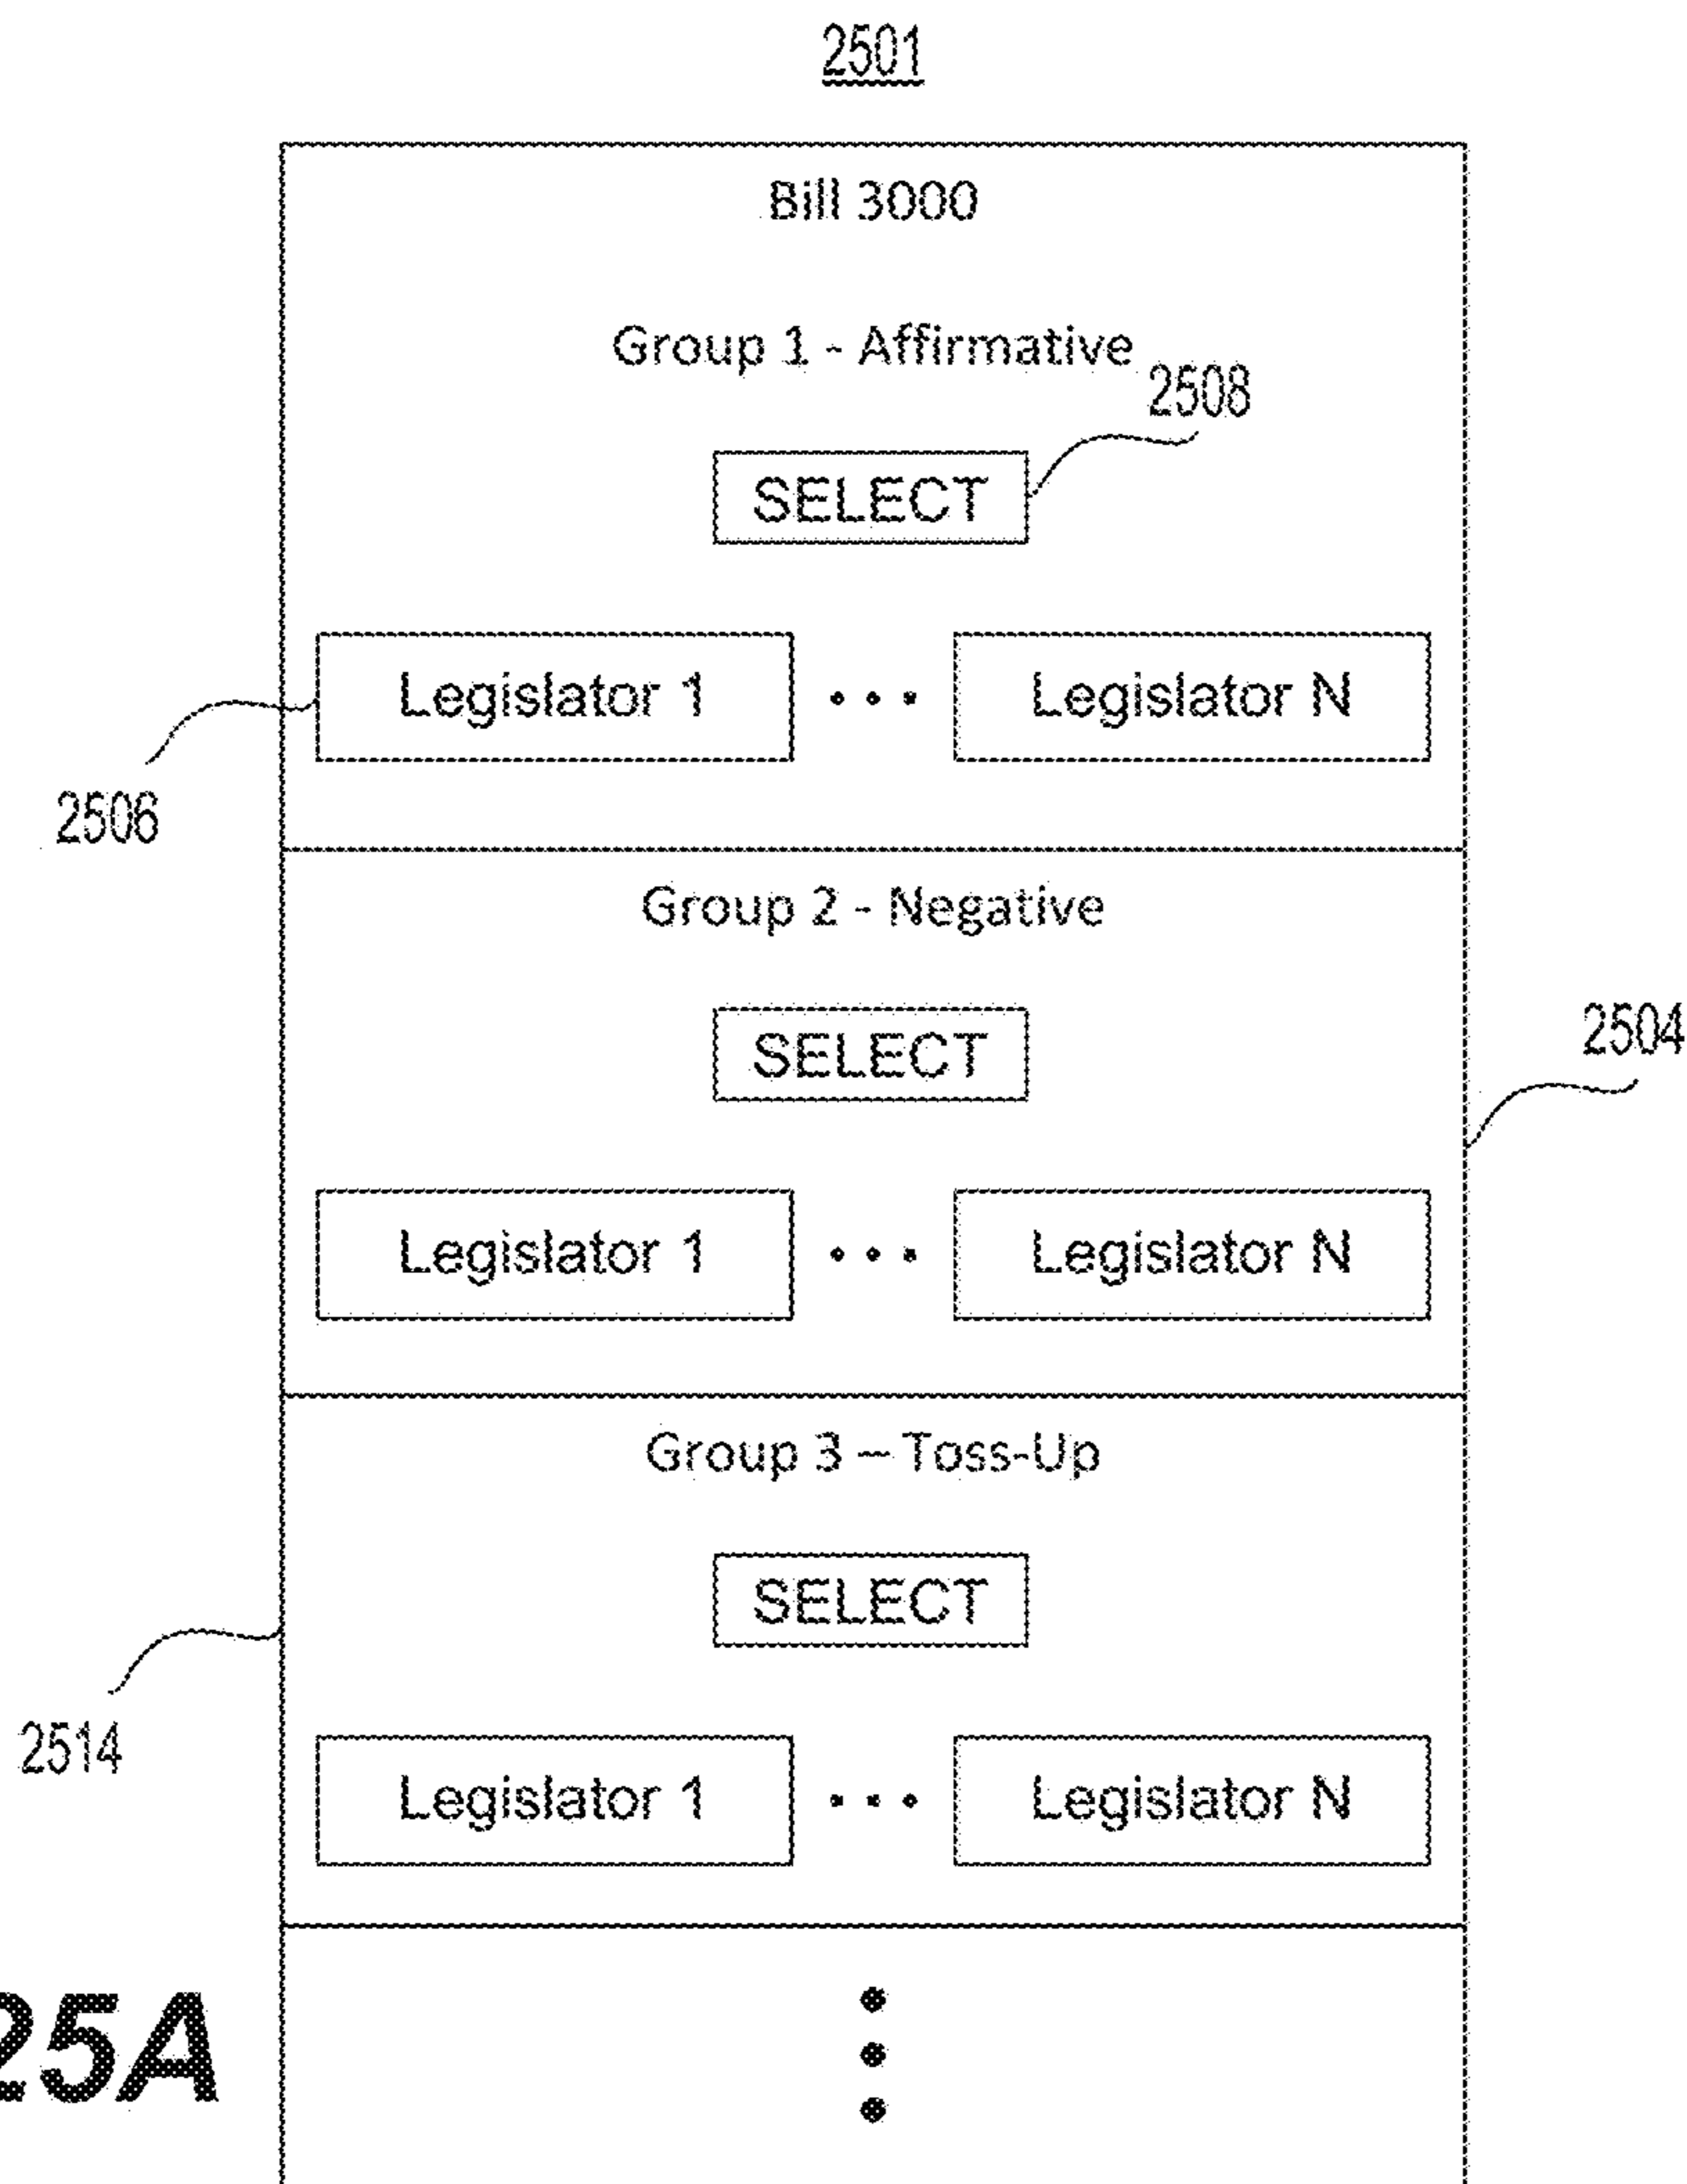 2501
Bill 3000
Group 1 - Affirmative
2508
SELECT
Legislator 1 • • • Legislator N
2506
Group 2 - Negative
SELECT
2504
Legislator 1 • • • Legislator N
Group 3 – Toss-Up
SELECT
2514
Legislator 1 • • • Legislator N
25A